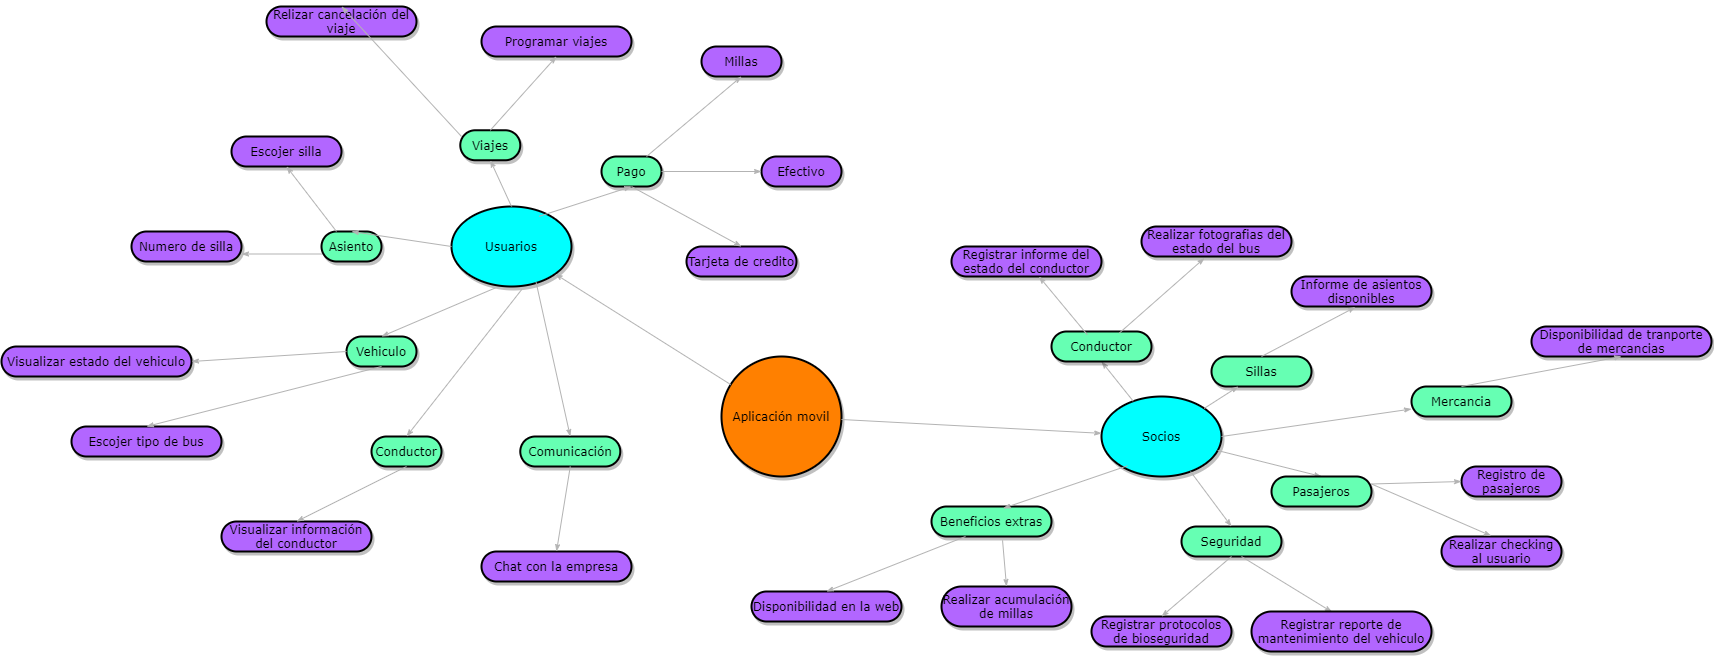 Relizar cancelación del
viaje
Programar viajes
Millas
Viajes
Escojer silla
Pago
Efectivo
Numero de silla
Asiento
Usuarios
Tarjeta de credito
Registrar informe del
estado del conductor
Realizar fotografias del
estado del bus
Informe de asientos
disponibles
Disponibilidad de tranporte
de mercancias
Visualizar estado del vehiculo
Vehiculo
Conductor
Sillas
Mercancia
Escojer tipo de bus
Conductor
Comunicación
Aplicación movil
Socios
Registro de
pasajeros
Pasajeros
Visualizar información
del conductor
Beneficios extras
Seguridad
Realizar checking
al usuario
Chat con la empresa
Disponibilidad en la web
Realizar acumulación
de millas
Registrar protocolos
de bioseguridad
Registrar reporte de
mantenimiento del vehiculo